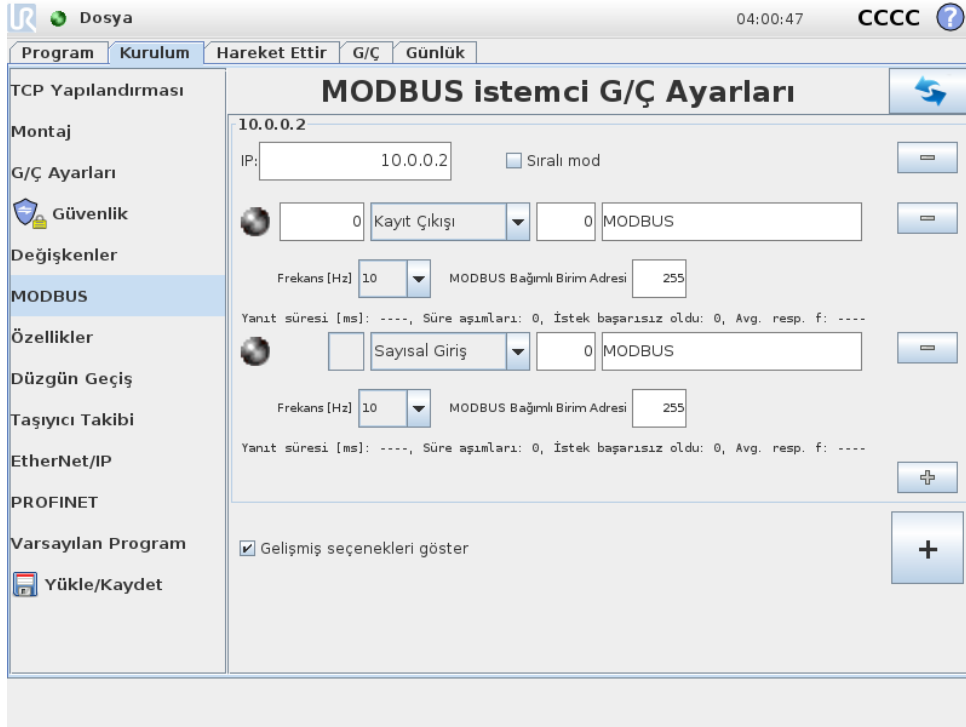 UR Dosya 04:00:47 CCCC ?
Program Kurulum Hareket Ettir G/Ç Günlük
TCP Yapılandırması
Montaj
G/Ç Ayarları
Güvenlik
Değişkenler
MODBUS
Özellikler
Düzgün Geçiş
Taşıyıcı Takibi
EtherNet/IP
PROFINET
Varsayılan Program
Yükle/Kaydet
MODBUS istemci G/Ç Ayarları
10.0.0.2
IP: 10.0.0.2 Sıralı mod
0 Kayıt Çıkışı 0 MODBUS
Frekans [Hz] 10 MODBUS Bağımlı Birim Adresi 255
Yanıt süresi [ms]: ----, Süre aşımları: 0, İstek başarısız oldu: 0, Avg. resp. f: ----
Sayısal Giriş 0 MODBUS
Frekans [Hz] 10 MODBUS Bağımlı Birim Adresi 255
Yanıt süresi [ms]: ----, Süre aşımları: 0, İstek başarısız oldu: 0, Avg. resp. f: ----
Gelişmiş seçenekleri göster